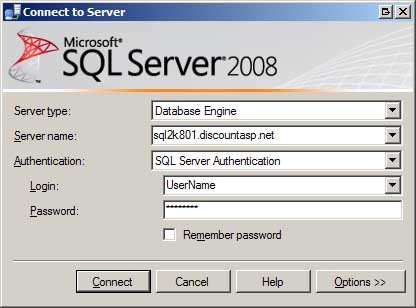 Connect to Server
Microsoft®
SQL Server® 2008
Server type: Database Engine
Server name: sql2k801.discountasp.net
Authentication: SQL Server Authentication
Login: UserName
Password: ********
Remember password
Connect Cancel Help Options >>